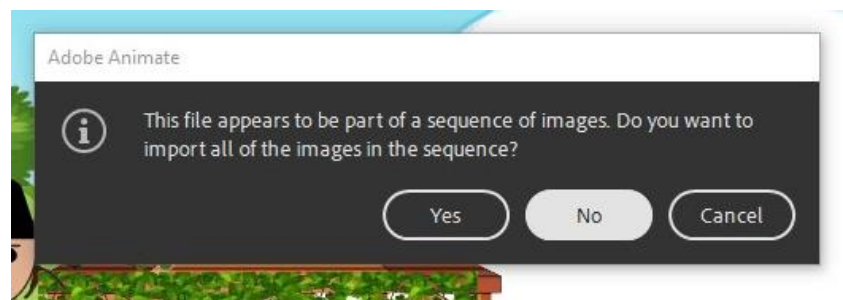 Adobe Animate
This file appears to be part of a sequence of images. Do you want to
import all of the images in the sequence?
Yes
No
Cancel